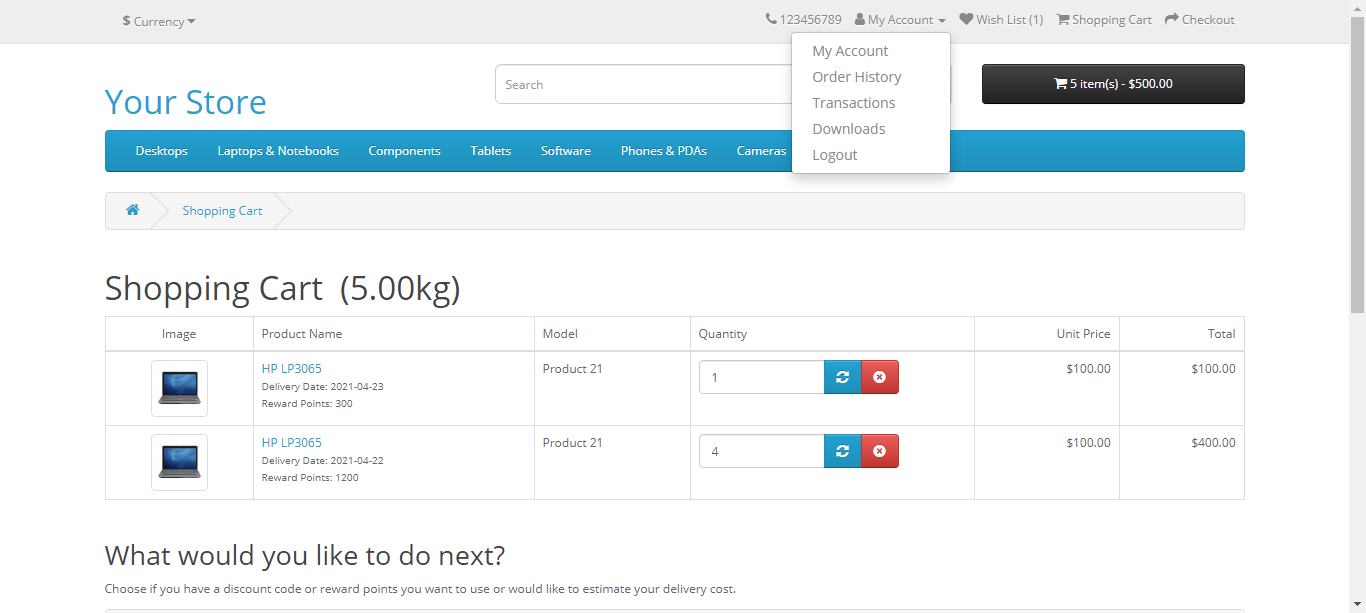 $ Currency
123456789 My Account Wish List (1) Shopping Cart Checkout
My Account
Order History
Transactions
Downloads
Logout
Your Store
Search
5 item(s) - $500.00
Desktops Laptops & Notebooks Components Tablets Software Phones & PDAs Cameras
Shopping Cart
Shopping Cart (5.00kg)
Image Product Name Model Quantity Unit Price Total
HP LP3065 Product 21 1 $100.00 $100.00
Delivery Date: 2021-04-23
Reward Points: 300
HP LP3065 Product 21 4 $100.00 $400.00
Delivery Date: 2021-04-22
Reward Points: 1200
What would you like to do next?
Choose if you have a discount code or reward points you want to use or would like to estimate your delivery cost.